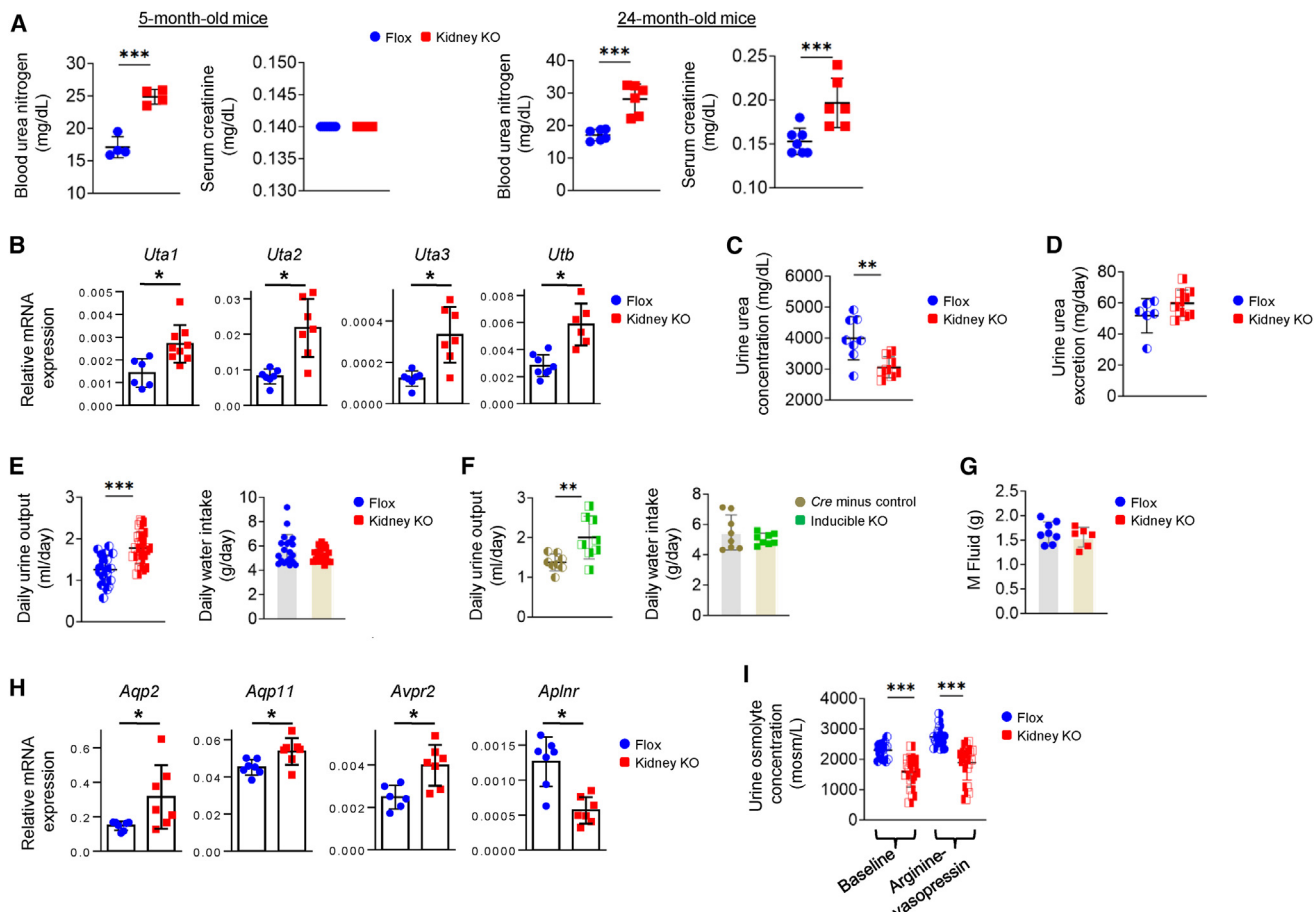 A
5-month-old mice
24-month-old mice
Flox
Kidney KO
***
Blood urea nitrogen
(mg/dL)
30
25
20
15
10
Serum creatinine
(mg/dL)
0.150
0.145
0.140
0.135
0.130
***
Blood urea nitrogen
(mg/dL)
40
30
20
10
0
***
Serum creatinine
(mg/dL)
0.25
0.20
0.15
0.10
B
Relative mRNA
expression
Uta1
*
0.005
0.004
0.003
0.002
0.001
0.000
Uta2
*
0.03
0.02
0.01
0.00
Uta3
*
0.0004
0.0002
0.0000
Utb
*
0.008
0.006
0.004
0.002
0.000
Flox
Kidney KO
C
Urine urea
concentration (mg/dL)
**
6000
5000
4000
3000
2000
Flox
Kidney KO
D
Urine urea
excretion (mg/day)
80
60
40
20
0
Flox
Kidney KO
E
Daily urine output
(ml/day)
***
3
2
1
0
Daily water intake
(g/day)
10
8
6
4
2
0
Flox
Kidney KO
F
Daily urine output
(ml/day)
**
3
2
1
0
Daily water intake
(g/day)
8
6
4
2
0
Cre minus control
Inducible KO
G
M Fluid (g)
2.5
2.0
1.5
1.0
0.5
0.0
Flox
Kidney KO
H
Relative mRNA
expression
Aqp2
*
0.8
0.6
0.4
0.2
0.0
Aqp11
*
0.06
0.04
0.02
0.00
Avpr2
*
0.006
0.004
0.002
0.000
Aplnr
*
0.0015
0.0010
0.0005
0.0000
Flox
Kidney KO
I
Urine osmolyte
concentration
(mosm/L)
***
***
4000
3000
2000
1000
0
Flox
Kidney KO
Baseline
Arginine-
vasopressin